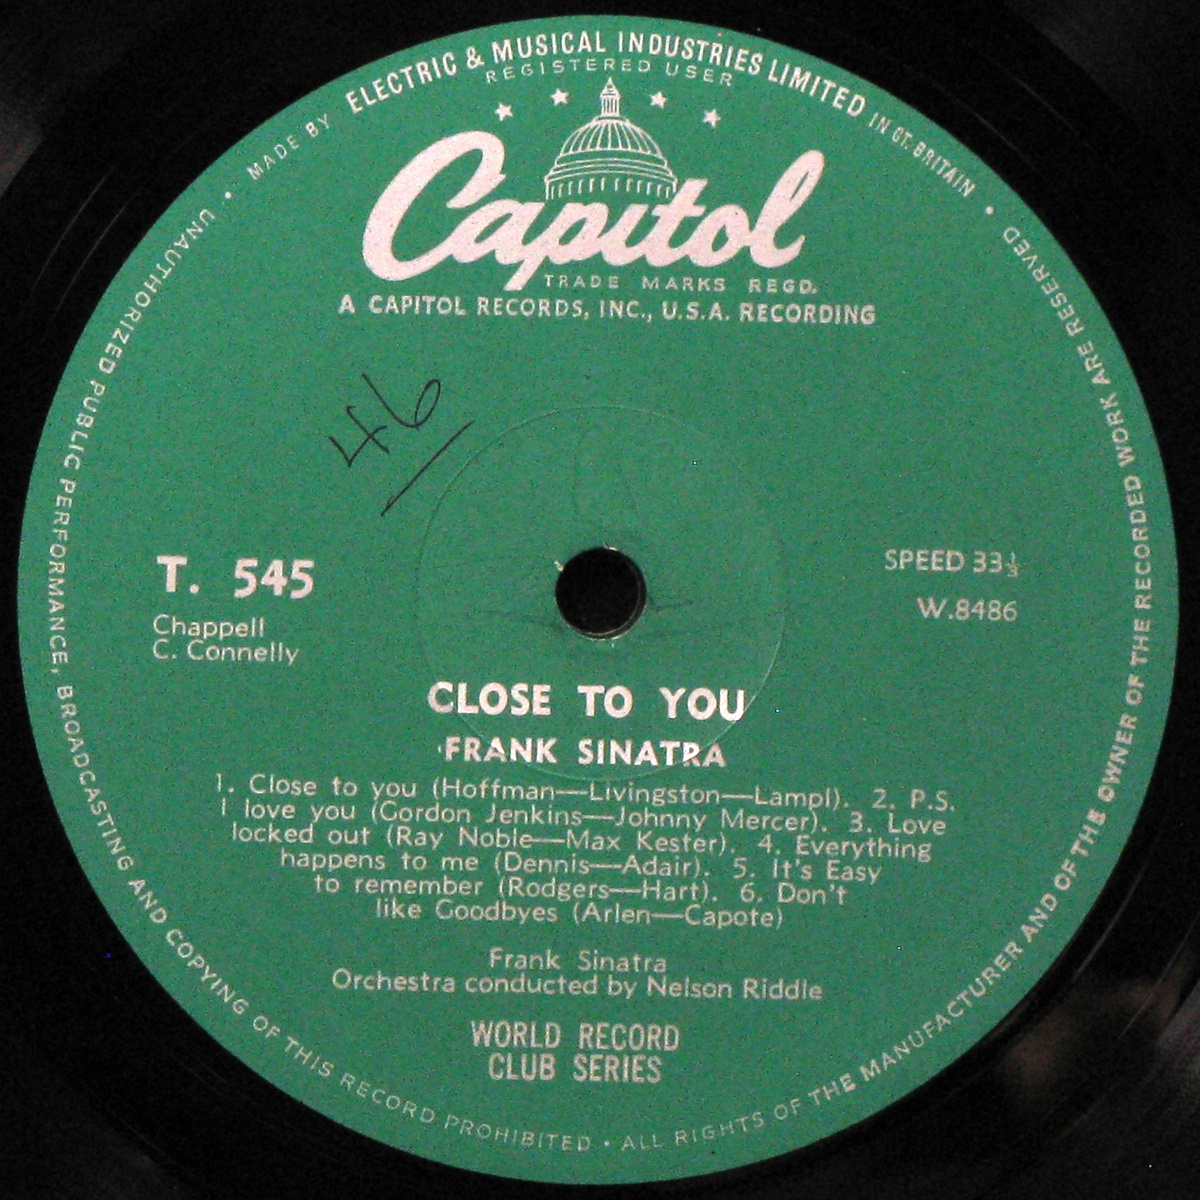 MADE BY ELECTRIC & MUSICAL INDUSTRIES LIMITED IN GT. BRITAIN •
REGISTERED USER
Capitol
TRADE MARKS REGD.
A CAPITOL RECORDS, INC., U.S.A. RECORDING
46
T. 545
Chappell
C. Connelly
SPEED 33⅓
W.8486
CLOSE TO YOU
FRANK SINATRA
1. Close to you (Hoffman—Livingston—Lampl). 2. P.S.
I love you (Gordon Jenkins—Johnny Mercer). 3. Love
locked out (Ray Noble—Max Kester). 4. Everything
happens to me (Dennis—Adair). 5. It's Easy
to remember (Rodgers—Hart). 6. Don't
like Goodbyes (Arlen—Capote)
Frank Sinatra
Orchestra conducted by Nelson Riddle
WORLD RECORD
CLUB SERIES
UNAUTHORIZED PUBLIC PERFORMANCE, BROADCASTING AND COPYING OF THIS RECORD PROHIBITED • ALL RIGHTS OF THE MANUFACTURER AND OF THE OWNER OF THE RECORDED WORK ARE RESERVED